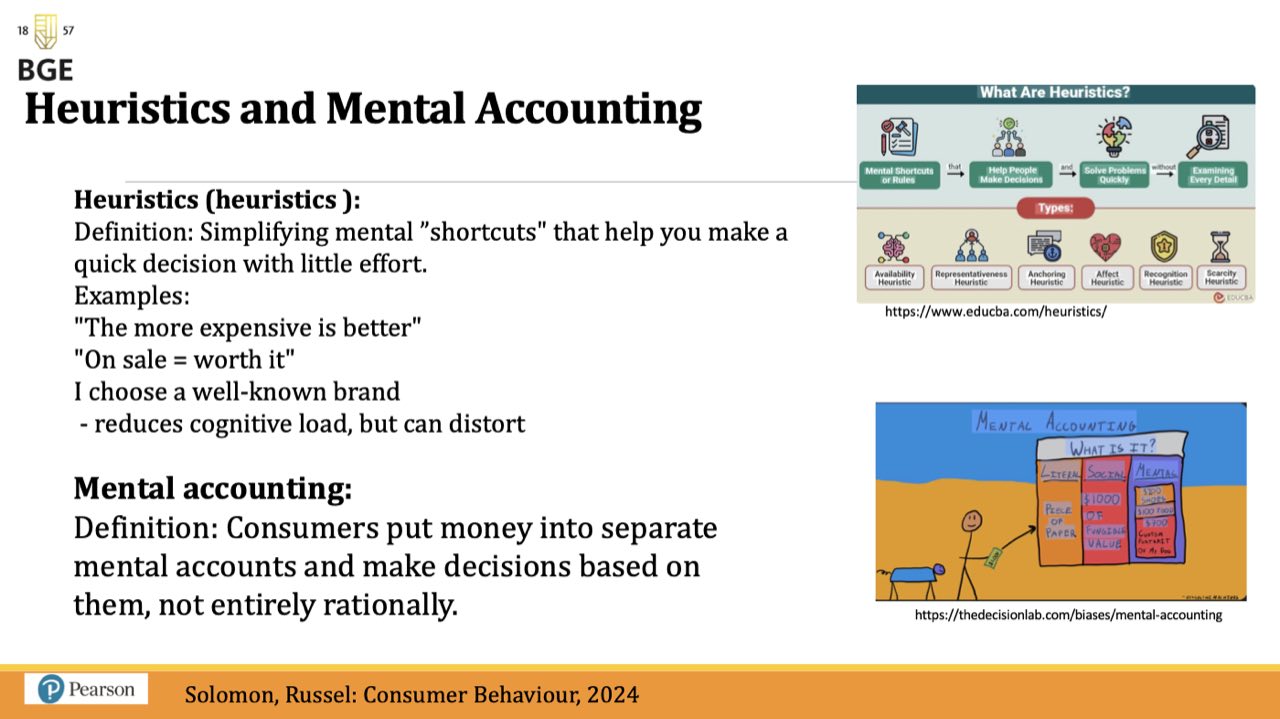 18 57
BGE
Heuristics and Mental Accounting
Heuristics (heuristics ):
Definition: Simplifying mental ”shortcuts" that help you make a
quick decision with little effort.
Examples:
"The more expensive is better"
"On sale = worth it"
I choose a well-known brand
- reduces cognitive load, but can distort
Mental accounting:
Definition: Consumers put money into separate
mental accounts and make decisions based on
them, not entirely rationally.
What Are Heuristics?
Mental Shortcuts
or Rules
that
Help People
Make Decisions
and
Solve Problems
Quickly
without
Examining
Every Detail
Types:
Availability
Heuristic
Representativeness
Heuristic
Anchoring
Heuristic
Affect
Heuristic
Recognition
Heuristic
Scarcity
Heuristic
EDUCBA
https://www.educba.com/heuristics/
MENTAL ACCOUNTING
WHAT IS IT?
LITERAL
PIECE
OF
PAPER
SOCIAL
$1000
OF
FUNGIBLE
VALUE
MENTAL
SHOES
$100 FOOD
$700
CUSTOM
PORTRAIT
OF MY DOG
https://thedecisionlab.com/biases/mental-accounting
Pearson
Solomon, Russel: Consumer Behaviour, 2024